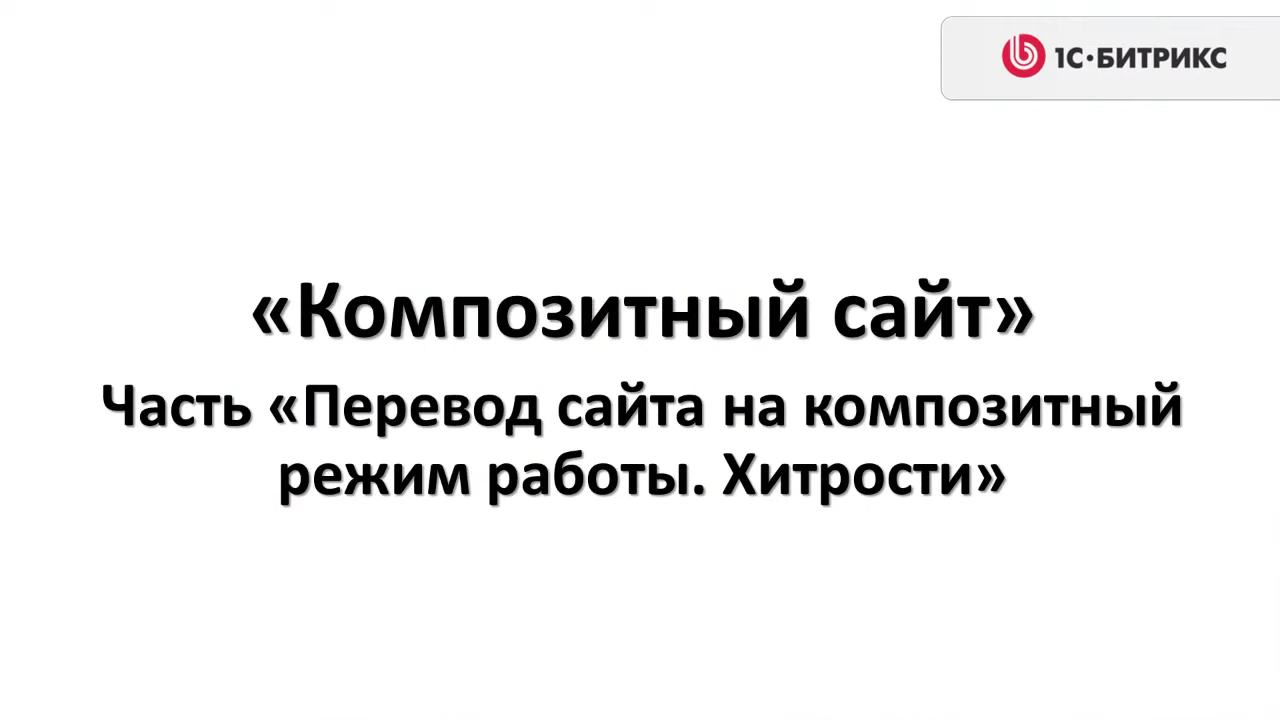 1С·БИТРИКС
«Композитный сайт»
Часть «Перевод сайта на композитный
режим работы. Хитрости»